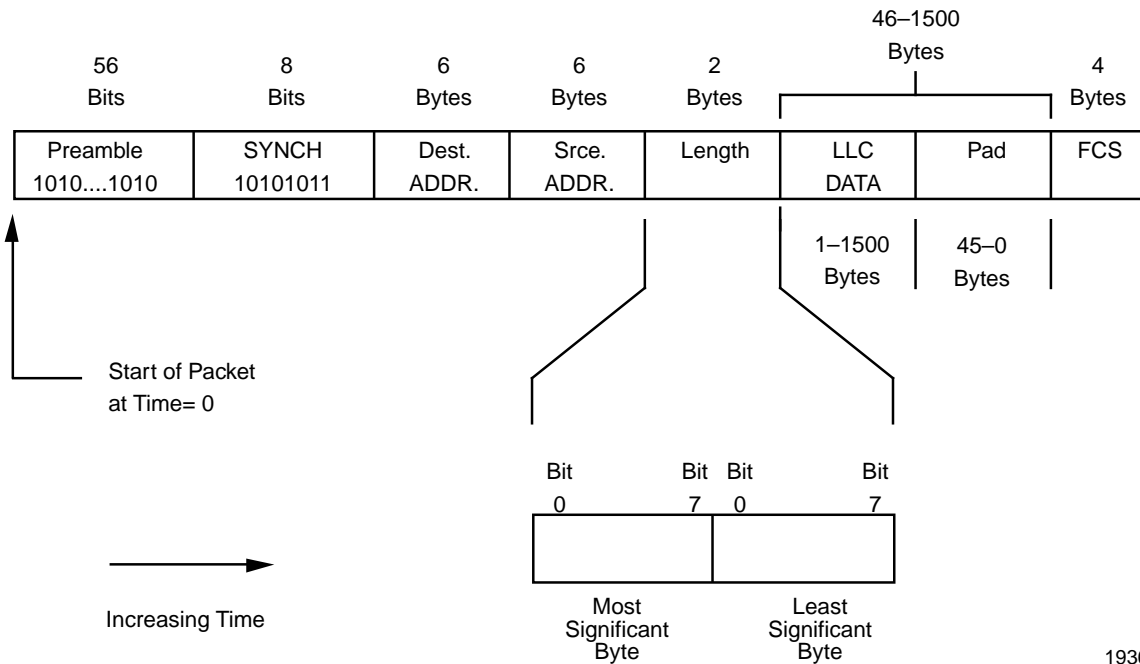 46–1500
Bytes
56 8 6 6 2 4
Bits Bits Bytes Bytes Bytes Bytes
Preamble SYNCH Dest. Srce. Length LLC Pad FCS
1010....1010 10101011 ADDR. ADDR. DATA
1–1500 45–0
Bytes Bytes
Start of Packet
at Time= 0
Bit Bit Bit Bit
0 7 0 7
Increasing Time
Most Least
Significant Significant
Byte Byte